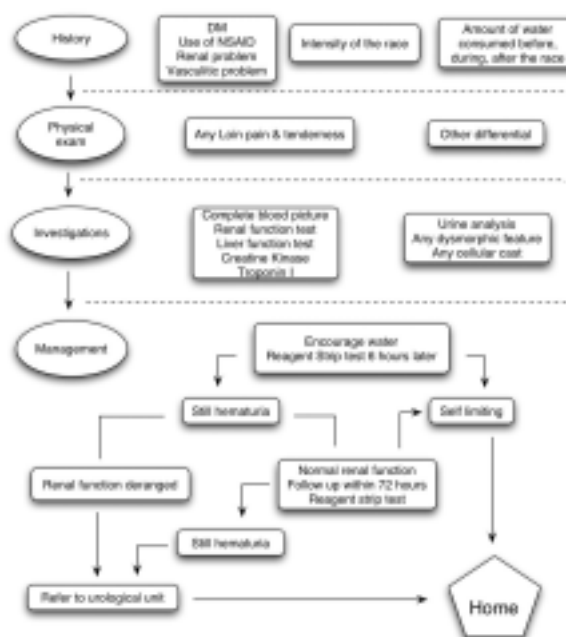 History
DM
Use of NSAID
Renal problem
Vasculitic problem
Intensity of the race
Amount of water
consumed before,
during, after the race
Physical
exam
Any Loin pain & tenderness
Other differential
Investigations
Complete blood picture
Renal function test
Liver function test
Creatine Kinase
Troponin I
Urine analysis
Any dysmorphic feature
Any cellular cast
Management
Encourage water
Reagent Strip test 6 hours later
Still hematuria
Self limiting
Renal function deranged
Normal renal function
Follow up within 72 hours
Reagent strip test
Still hematuria
Refer to urological unit
Home